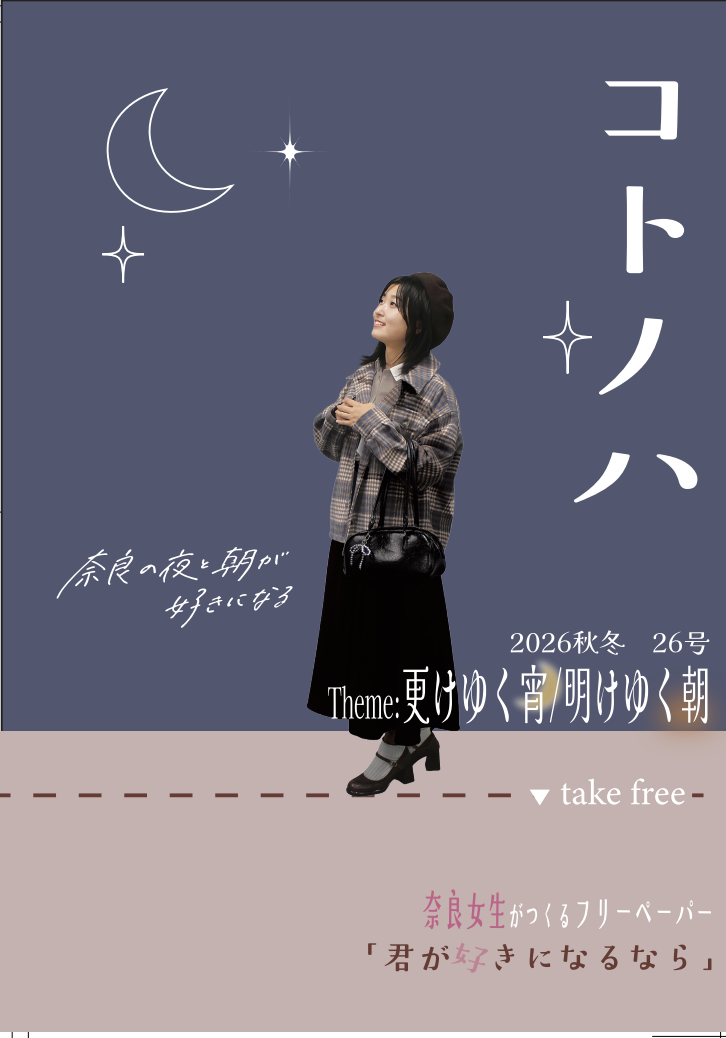 コトノハ
奈良の夜と朝が
好きになる
2026秋冬　26号
Theme:更けゆく宵/明けゆく朝
▼ take free
奈良女生がつくるフリーペーパー
「君が好きになるなら」